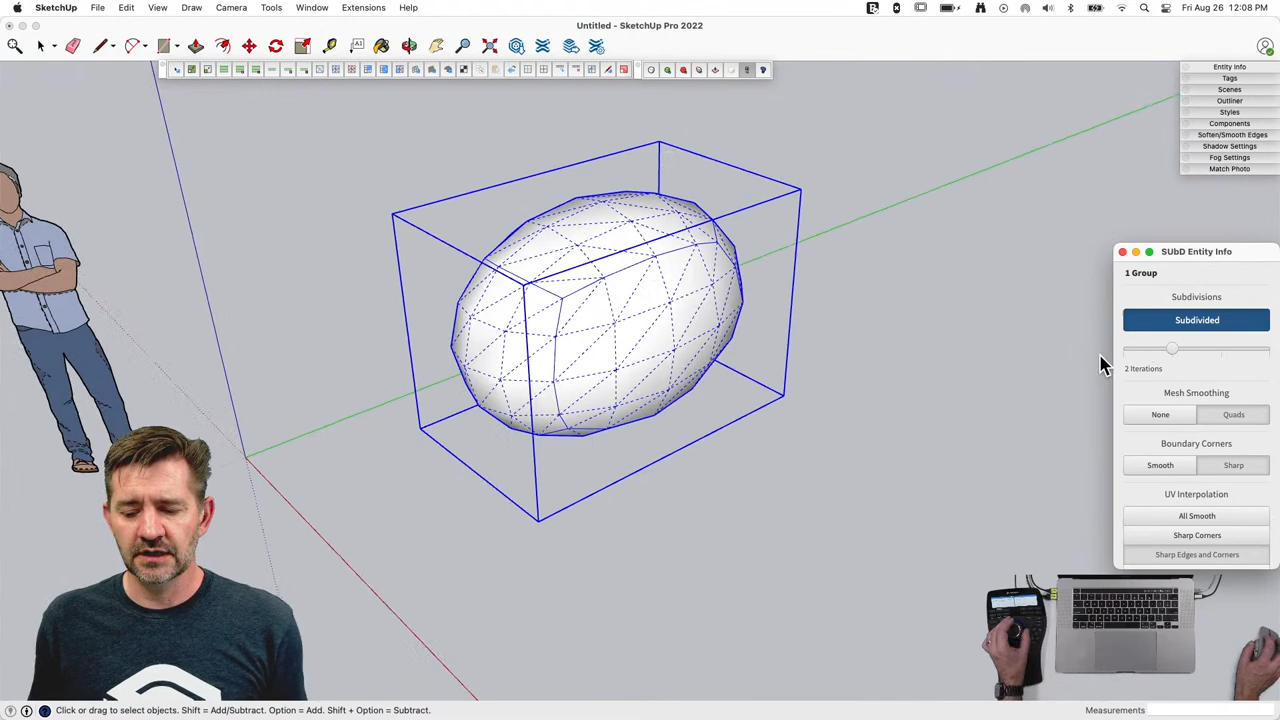 SketchUp File Edit View Draw Camera Tools Window Extensions Help Fri Aug 26 12:08 PM
Untitled - SketchUp Pro 2022
Entity Info
Tags
Scenes
Outliner
Styles
Components
Soften/Smooth Edges
Shadow Settings
Fog Settings
Match Photo
SUbD Entity Info
1 Group
Subdivisions
Subdivided
2 Iterations
Mesh Smoothing
None Quads
Boundary Corners
Smooth Sharp
UV Interpolation
All Smooth
Sharp Corners
Sharp Edges and Corners
Click or drag to select objects. Shift = Add/Subtract. Option = Add. Shift + Option = Subtract. Measurements